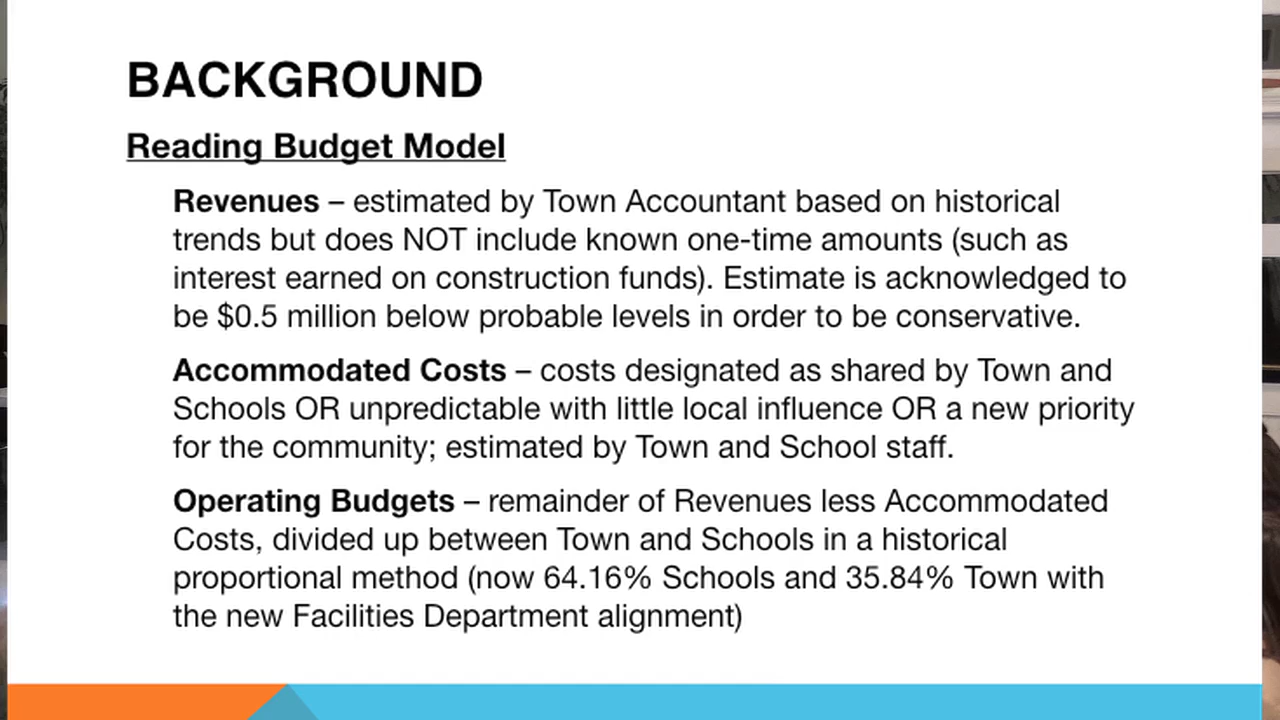 BACKGROUND
Reading Budget Model
Revenues – estimated by Town Accountant based on historical
trends but does NOT include known one-time amounts (such as
interest earned on construction funds). Estimate is acknowledged to
be $0.5 million below probable levels in order to be conservative.
Accommodated Costs – costs designated as shared by Town and
Schools OR unpredictable with little local influence OR a new priority
for the community; estimated by Town and School staff.
Operating Budgets – remainder of Revenues less Accommodated
Costs, divided up between Town and Schools in a historical
proportional method (now 64.16% Schools and 35.84% Town with
the new Facilities Department alignment)